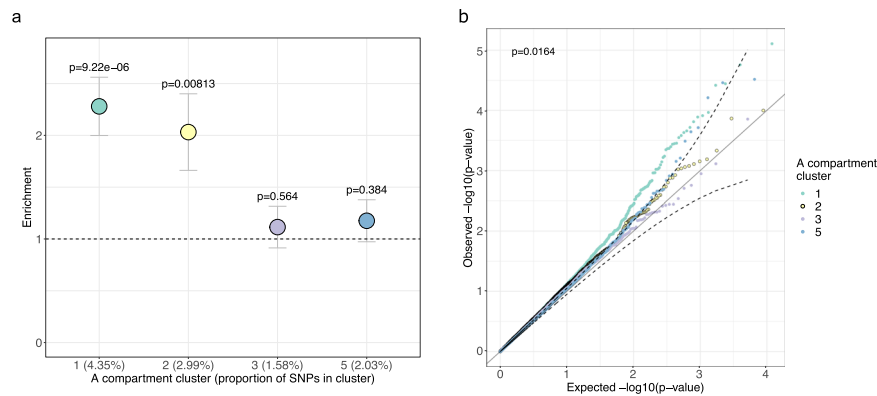 a
p=9.22e−06
p=0.00813
p=0.564
p=0.384
Enrichment
2
1
0
1 (4.35%)
2 (2.99%)
3 (1.58%)
5 (2.03%)
A compartment cluster (proportion of SNPs in cluster)
b
p=0.0164
Observed −log10(p−value)
5
4
3
2
1
0
0
1
2
3
4
Expected −log10(p−value)
A compartment
cluster
1
2
3
5